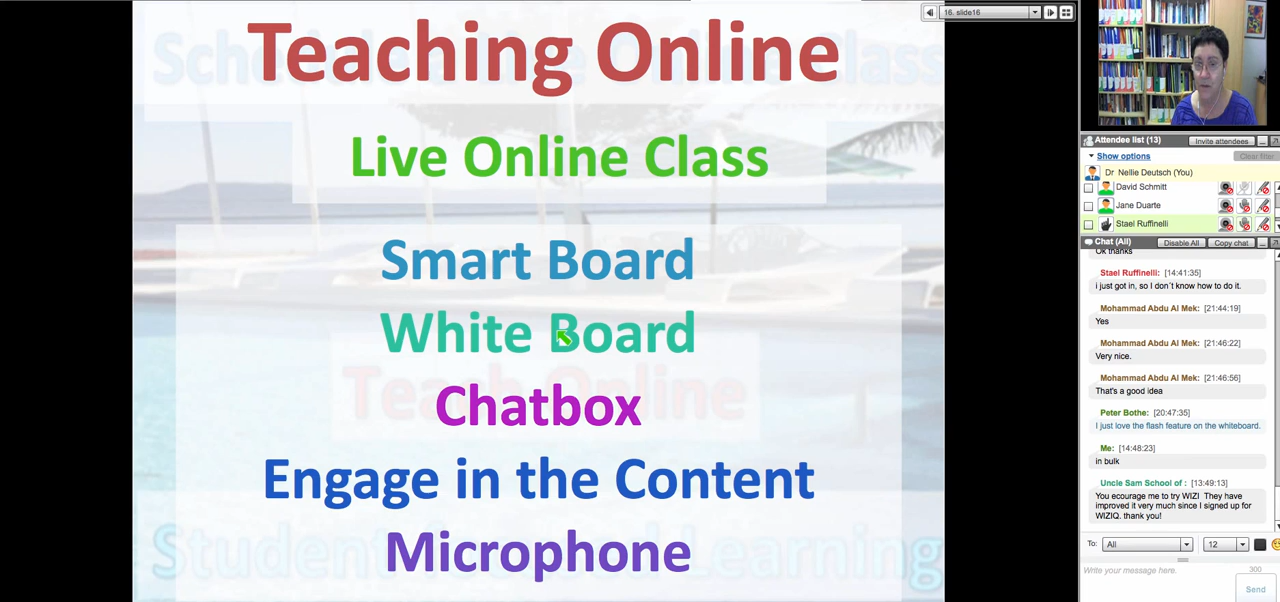 16. slide16
Teaching Online
Live Online Class
Smart Board
White Board
Teach Online
Chatbox
Engage in the Content
Microphone
Student Learning
Attendee list (13)
Invite attendees
Show options
Clear filter
Dr Nellie Deutsch (You)
David Schmitt
Jane Duarte
Stael Ruffinelli
Chat (All)
Disable All
Copy chat
Ok thanks
Stael Ruffinelli: [14:41:35]
i just got in, so I don´t know how to do it.
Mohammad Abdu Al Mek: [21:44:19]
Yes
Mohammad Abdu Al Mek: [21:46:22]
Very nice.
Mohammad Abdu Al Mek: [21:46:56]
That's a good idea
Peter Bothe: [20:47:35]
I just love the flash feature on the whiteboard.
Me: [14:48:23]
in bulk
Uncle Sam School of : [13:49:13]
You ecourage me to try WIZI They have
improved it very much since I signed up for
WIZIQ. thank you!
To:
All
12
Write your message here.
300
Send